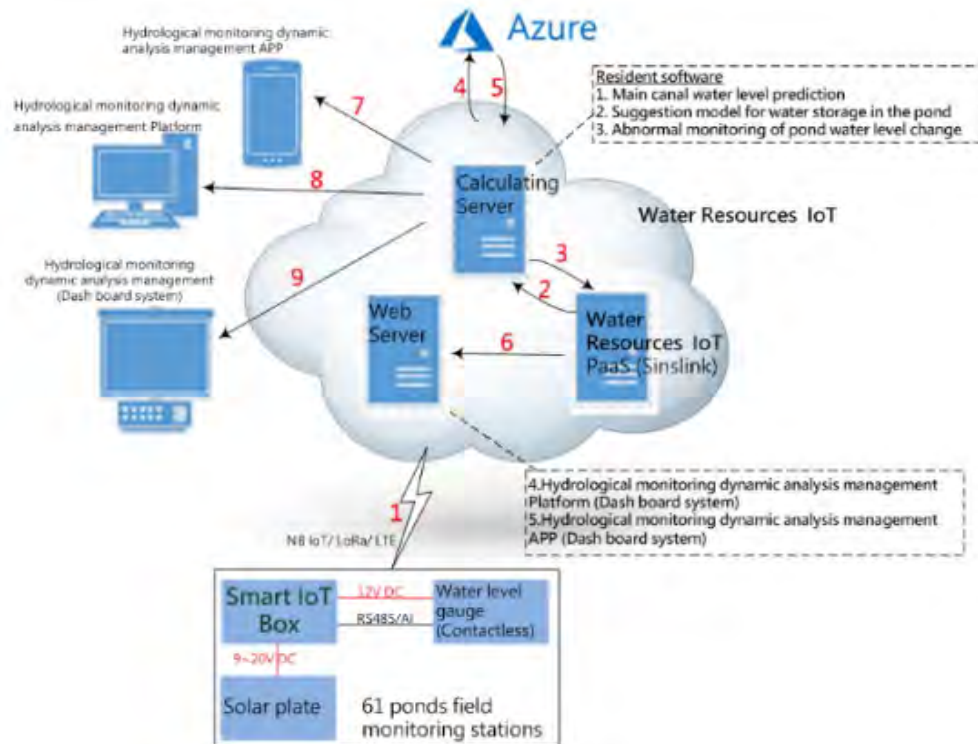 Hydrological monitoring dynamic
analysis management APP
Azure
4
5
Resident software
1. Main canal water level prediction
2. Suggestion model for water storage in the pond
3. Abnormal monitoring of pond water level change
Hydrological monitoring dynamic
analysis management Platform
7
8
Calculating
Server
Water Resources IoT
Hydrological monitoring
dynamic analysis management
(Dash board system)
9
3
2
Web
Server
6
Water
Resources IoT
PaaS (Sinslink)
1
NB IoT/ LoRa/ LTE
4.Hydrological monitoring dynamic analysis management
Platform (Dash board system)
5.Hydrological monitoring dynamic analysis management
APP (Dash board system)
Smart IoT
Box
12V DC
RS485/AI
Water level
gauge
(Contactless)
9~20V DC
Solar plate
61 ponds field
monitoring stations